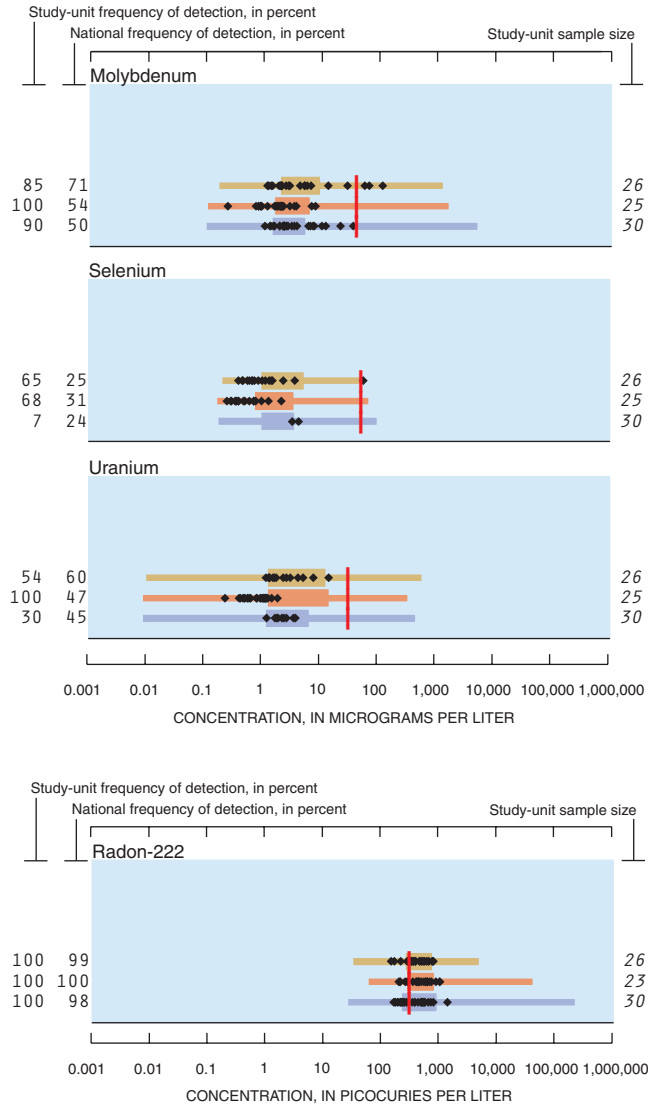 Study-unit frequency of detection, in percent
National frequency of detection, in percent
Study-unit sample size
Molybdenum
85 71 26
100 54 25
90 50 30
Selenium
65 25 26
68 31 25
7 24 30
Uranium
54 60 26
100 47 25
30 45 30
0.001 0.01 0.1 1 10 100 1,000 10,000 100,000 1,000,000
CONCENTRATION, IN MICROGRAMS PER LITER
Study-unit frequency of detection, in percent
National frequency of detection, in percent
Study-unit sample size
Radon-222
100 99 26
100 100 23
100 98 30
0.001 0.01 0.1 1 10 100 1,000 10,000 100,000 1,000,000
CONCENTRATION, IN PICOCURIES PER LITER